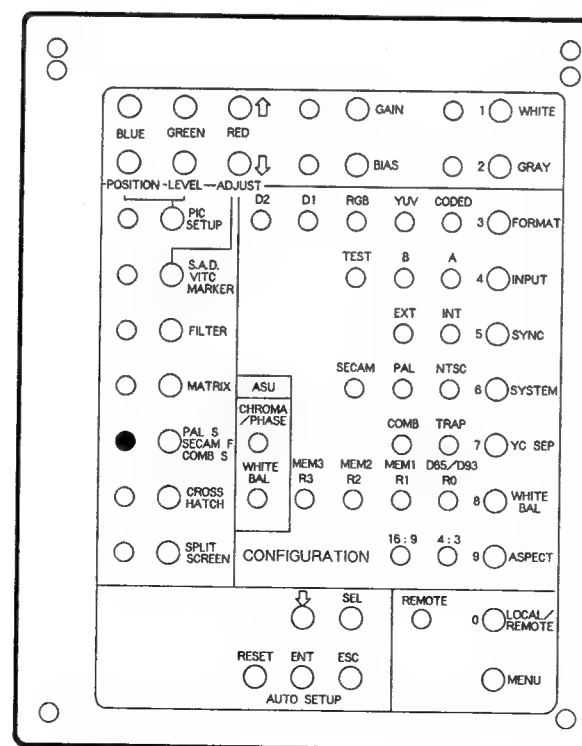 GAIN 1 WHITE
BLUE GREEN RED
BIAS 2 GRAY
POSITION LEVEL ADJUST
D2 D1 RGB YUV CODED
PIC SETUP 3 FORMAT
TEST B A
S.A.D. VITC MARKER 4 INPUT
EXT INT
FILTER 5 SYNC
SECAM PAL NTSC
MATRIX ASU 6 SYSTEM
CHROMA /PHASE COMB TRAP
PAL S SECAM F COMB S 7 YC SEP
WHITE BAL MEM3 MEM2 MEM1 D65/D93
R3 R2 R1 R0
CROSS HATCH 8 WHITE BAL
16:9 4:3
SPLIT SCREEN CONFIGURATION 9 ASPECT
SEL REMOTE
0 LOCAL/ REMOTE
RESET ENT ESC
MENU
AUTO SETUP